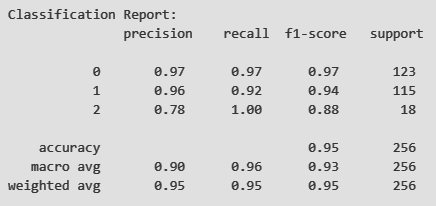 Classification Report:
precision recall f1-score support
0 0.97 0.97 0.97 123
1 0.96 0.92 0.94 115
2 0.78 1.00 0.88 18
accuracy 0.95 256
macro avg 0.90 0.96 0.93 256
weighted avg 0.95 0.95 0.95 256